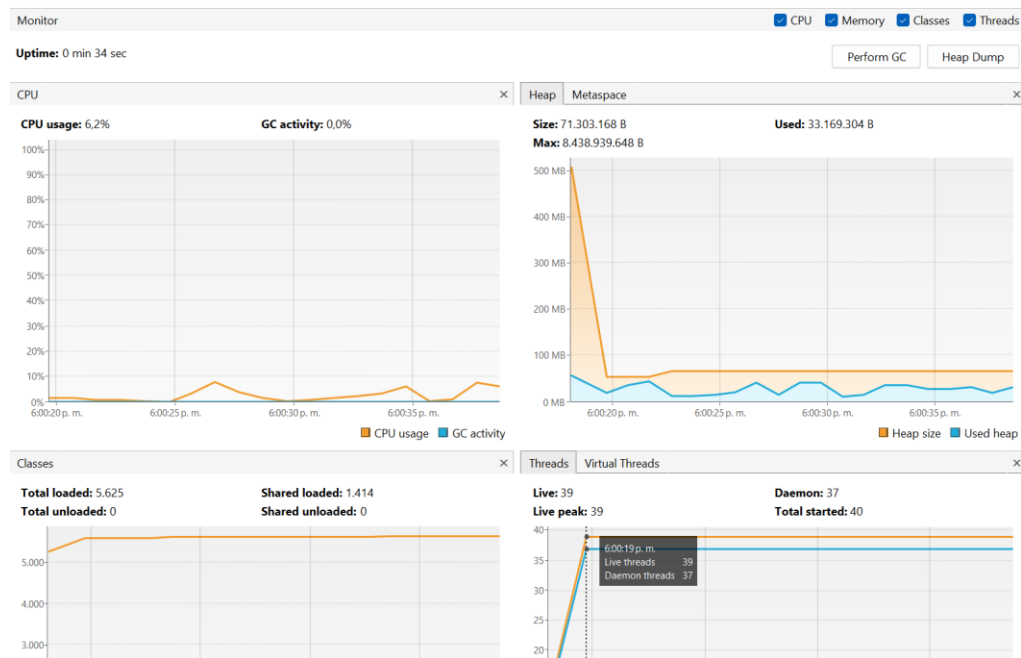 Monitor
CPU Memory Classes Threads
Uptime: 0 min 34 sec
Perform GC Heap Dump
CPU
CPU usage: 6,2% GC activity: 0,0%
100%
90%
80%
70%
60%
50%
40%
30%
20%
10%
0%
6:00:20 p. m. 6:00:25 p. m. 6:00:30 p. m. 6:00:35 p. m.
CPU usage GC activity
Heap Metaspace
Size: 71.303.168 B Used: 33.169.304 B
Max: 8.438.939.648 B
500 MB
400 MB
300 MB
200 MB
100 MB
0 MB
6:00:20 p. m. 6:00:25 p. m. 6:00:30 p. m. 6:00:35 p. m.
Heap size Used heap
Classes
Total loaded: 5.625 Shared loaded: 1.414
Total unloaded: 0 Shared unloaded: 0
5.000
4.000
3.000
Threads Virtual Threads
Live: 39 Daemon: 37
Live peak: 39 Total started: 40
40
35
30
25
20
6:00:19 p. m.
Live threads 39
Daemon threads 37